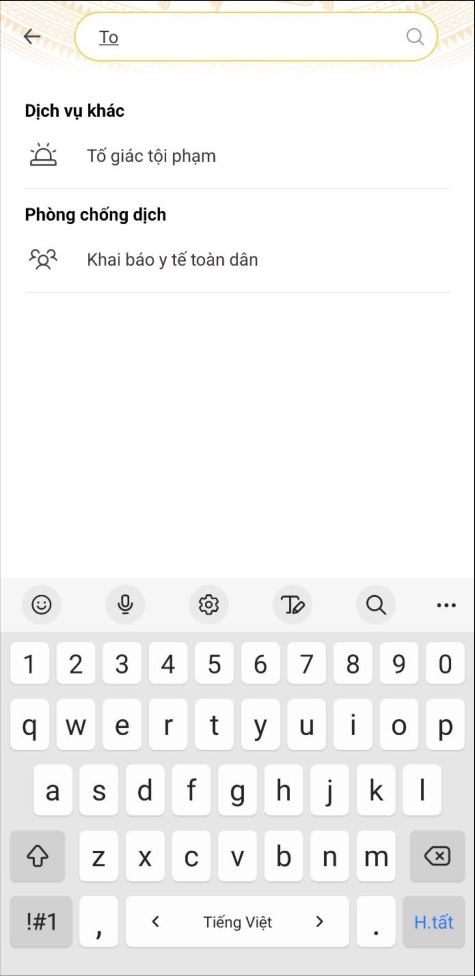 To
Dịch vụ khác
Tố giác tội phạm
Phòng chống dịch
Khai báo y tế toàn dân
1 2 3 4 5 6 7 8 9 0
q w e r t y u i o p
a s d f g h j k l
z x c v b n m
!#1 , < Tiếng Việt > . H.tất